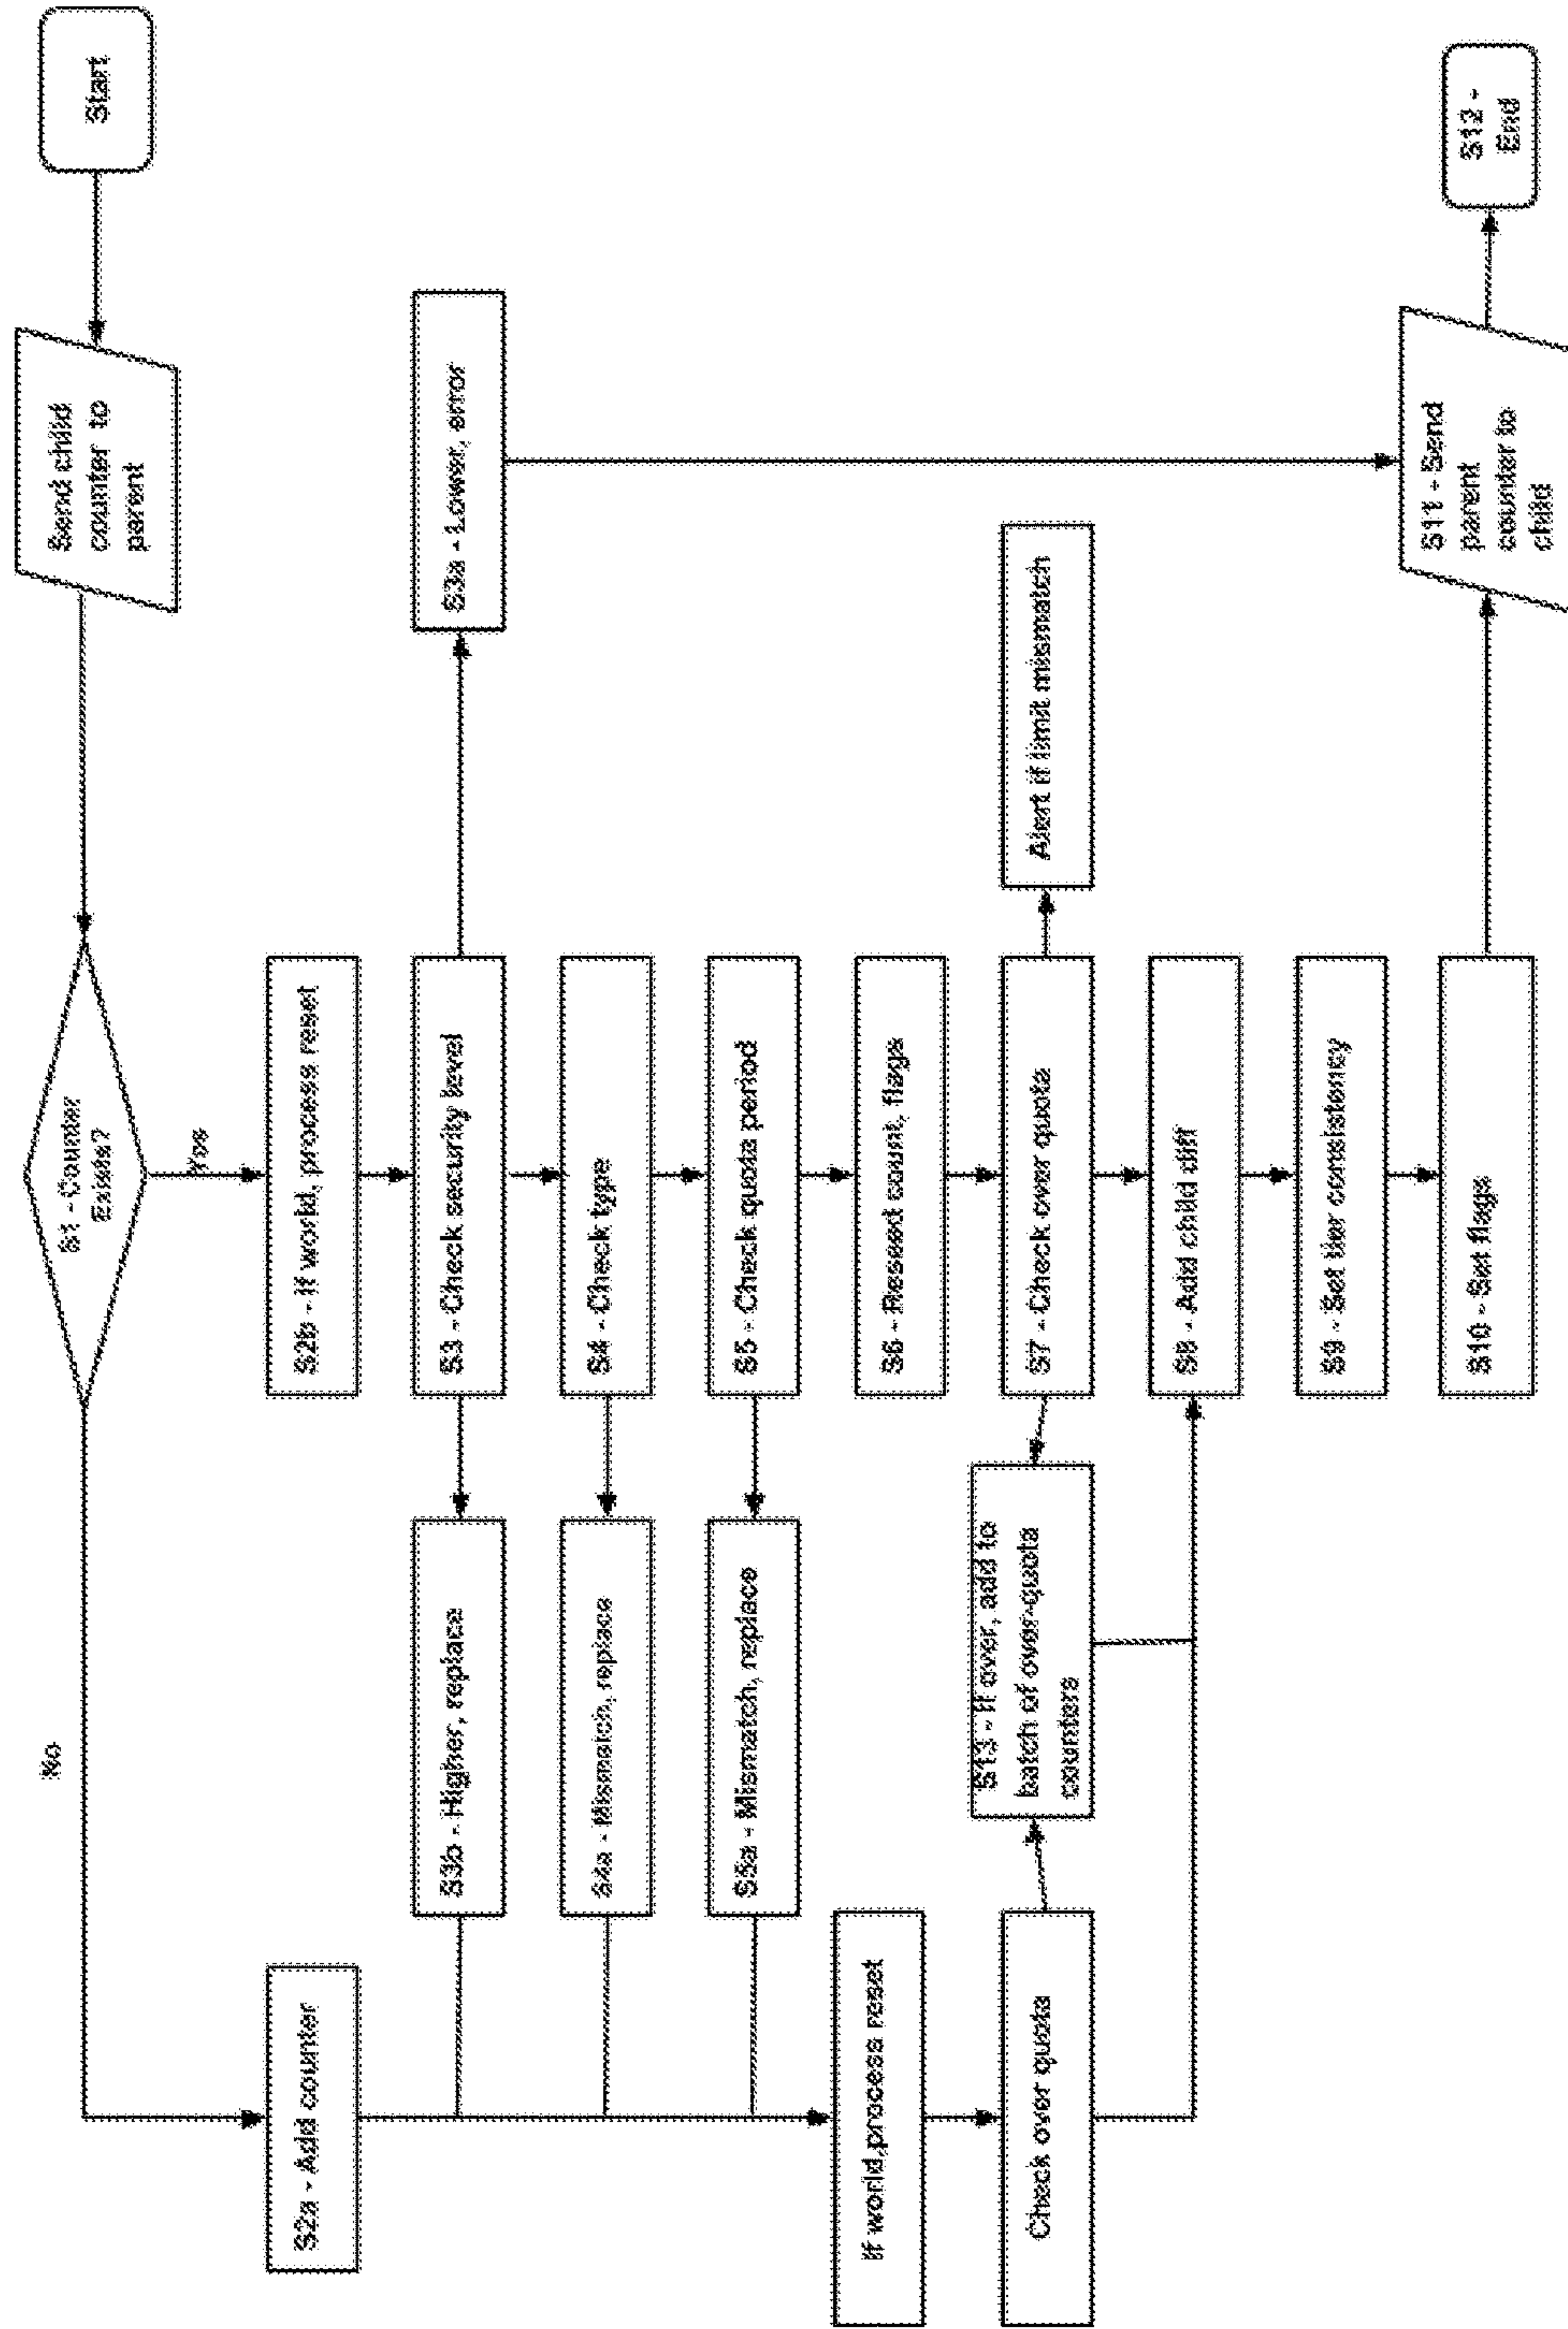 Start
Send child
counter to
parent
S1 - Counter
Exists?
No
Yes
S2a - Add counter
S2b - If world, process reset
S3b - Higher, replace
S3 - Check security level
S3a - Lower, error
S4a - Mismatch, replace
S4 - Check type
S5a - Mismatch, replace
S5 - Check quota period
If world,process reset
S6 - Reseed count, flags
Check over quota
S13 - If over, add to
batch of over-quota
counters
S7 - Check over quota
Alert if limit mismatch
S8 - Add child diff
S9 - Set tier consistency
S10 - Set flags
S11 - Send
parent
counter to
child
S12 -
End